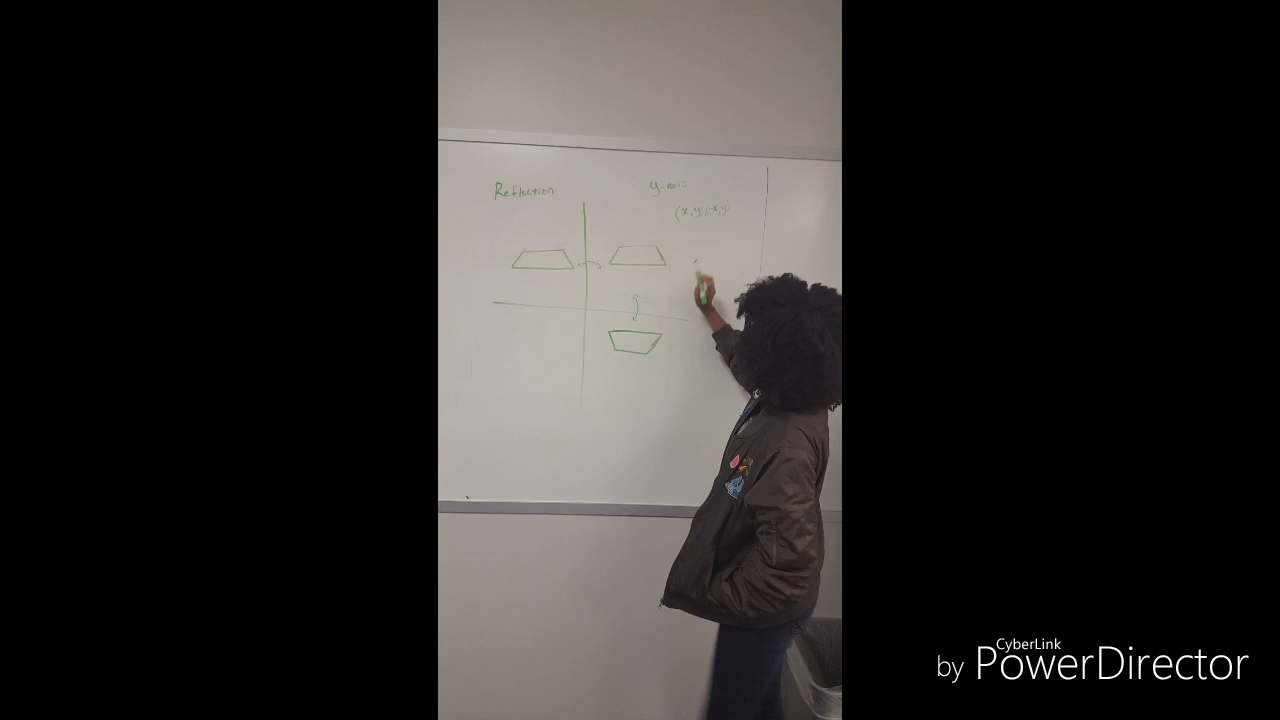 Reflection
y-axis
(x,y)(-x,y)
CyberLink
by PowerDirector